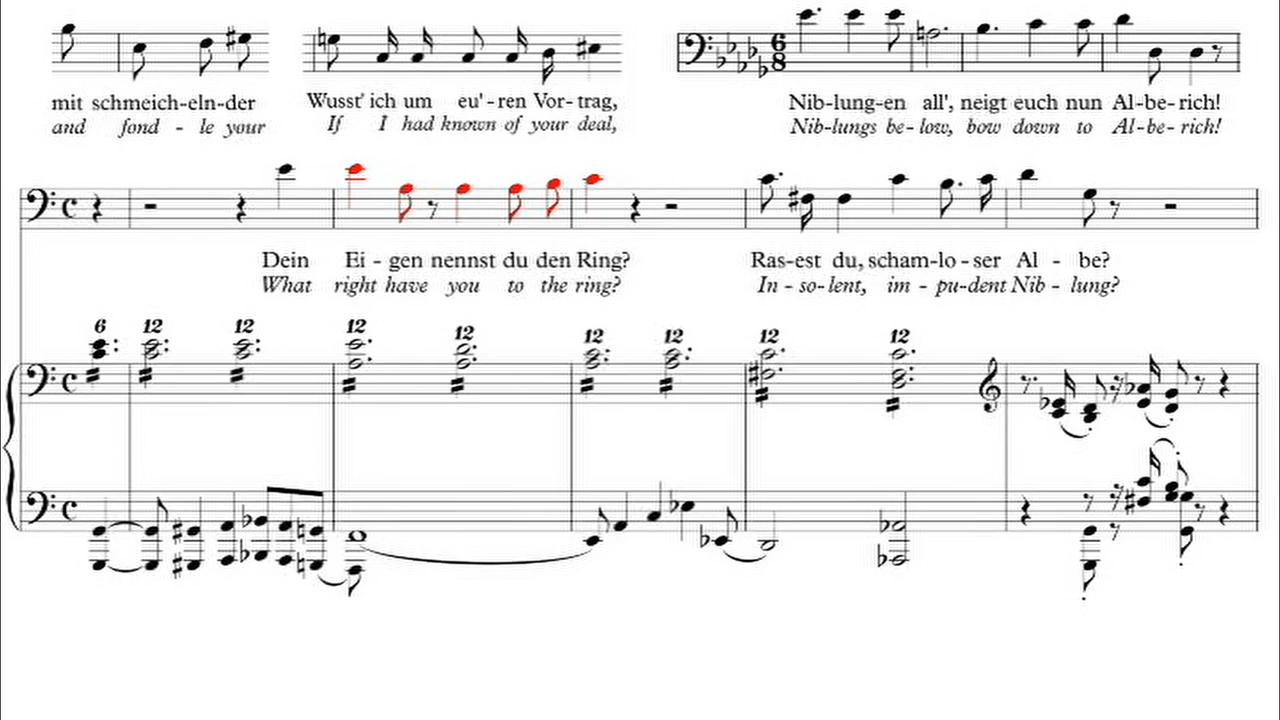 mit schmeich-eln-der
and fond - le your
Wusst' ich um eu'-ren Vor-trag,
If I had known of your deal,
6
8
Nib-lung-en all', neigt euch nun Al-be-rich!
Nib-lungs be-low, bow down to Al-be-rich!
Dein Ei - gen nennst du den Ring?
What right have you to the ring?
Ras-est du, scham-lo-ser Al - be?
In-so-lent, im-pu-dent Nib - lung?
6 12 12 12 12 12 12 12 12